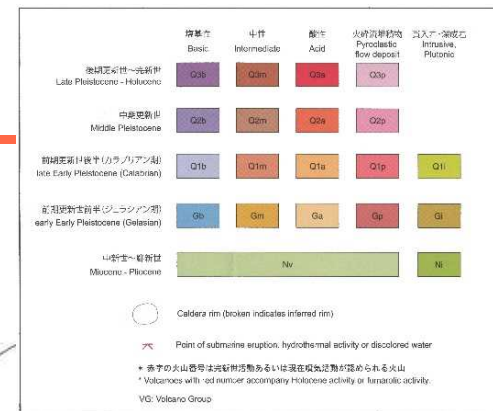 塩基性 中性 酸性 火砕流堆積物 貫入岩・深成岩
Basic Intermediate Acid Pyroclastic flow deposit Intrusive, Plutonic
後期更新世～完新世
Late Pleistocene - Holocene
Q3b Q3m Q3a Q3p
中期更新世
Middle Pleistocene
Q2b Q2m Q2a Q2p
前期更新世後半(カラブリアン期)
late Early Pleistocene (Calabrian)
Q1b Q1m Q1a Q1p Q1i
前期更新世前半(ジェラシアン期)
early Early Pleistocene (Gelasian)
Gb Gm Ga Gp Gi
中新世～鮮新世
Miocene - Pliocene
Nv Ni
Caldera rim (broken indicates inferred rim)
Point of submarine eruption, hydrothermal activity or discolored water
* 赤字の火山番号は完新世活動あるいは現在噴気活動が認められる火山
* Volcanoes with red number accompany Holocene activity or fumarolic activity.
VG: Volcano Group